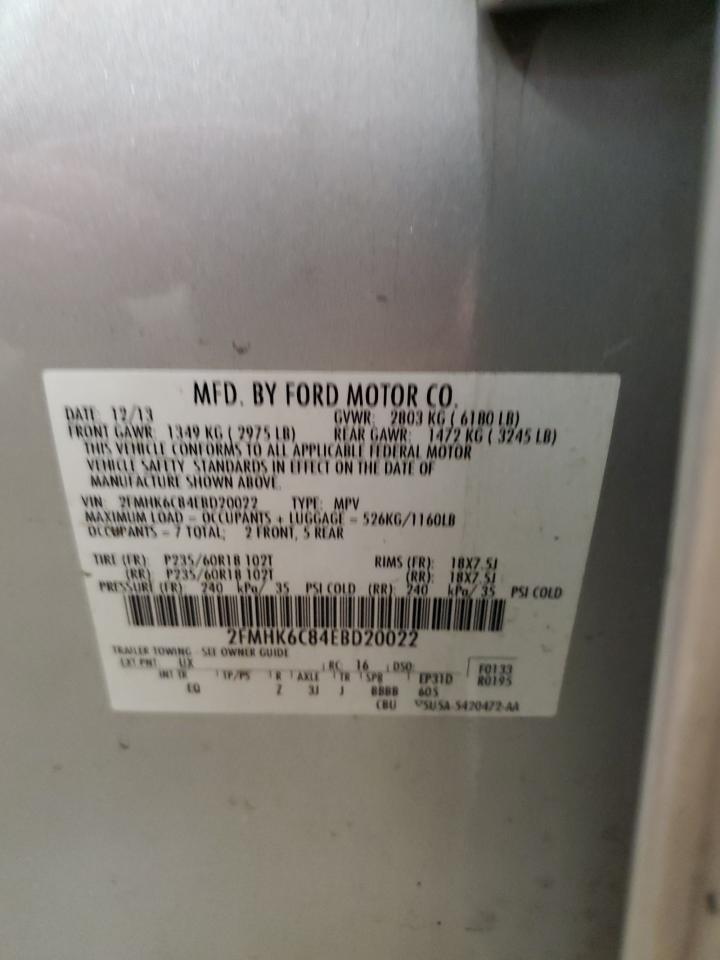 MFD. BY FORD MOTOR CO.
DATE: 12/13 GVWR: 2803 KG ( 6180 LB)
FRONT GAWR: 1349 KG ( 2975 LB) REAR GAWR: 1472 KG ( 3245 LB)
THIS VEHICLE CONFORMS TO ALL APPLICABLE FEDERAL MOTOR
VEHICLE SAFETY STANDARDS IN EFFECT ON THE DATE OF
MANUFACTURE SHOWN ABOVE.
VIN: 2FMHK6C84EBD20022 TYPE: MPV
MAXIMUM LOAD = OCCUPANTS + LUGGAGE = 526KG/1160LB
OCCUPANTS = 7 TOTAL; 2 FRONT, 5 REAR
TIRE (FR): P235/60R18 102T RIMS (FR): 18X7.5J
(RR): P235/60R18 102T (RR): 18X7.5J
PRESSURE (FR): 240 kPa/ 35 PSI COLD (RR): 240 kPa/ 35 PSI COLD
2FMHK6C84EBD20022
TRAILER TOWING - SEE OWNER GUIDE
EXT PNT: UX RC: 16 DSO: F0133
INT TR TP/PS R AXLE TR SPR EP31D R0195
EQ Z 3J J BBBB 605
CBU 5U5A-5420472-AA